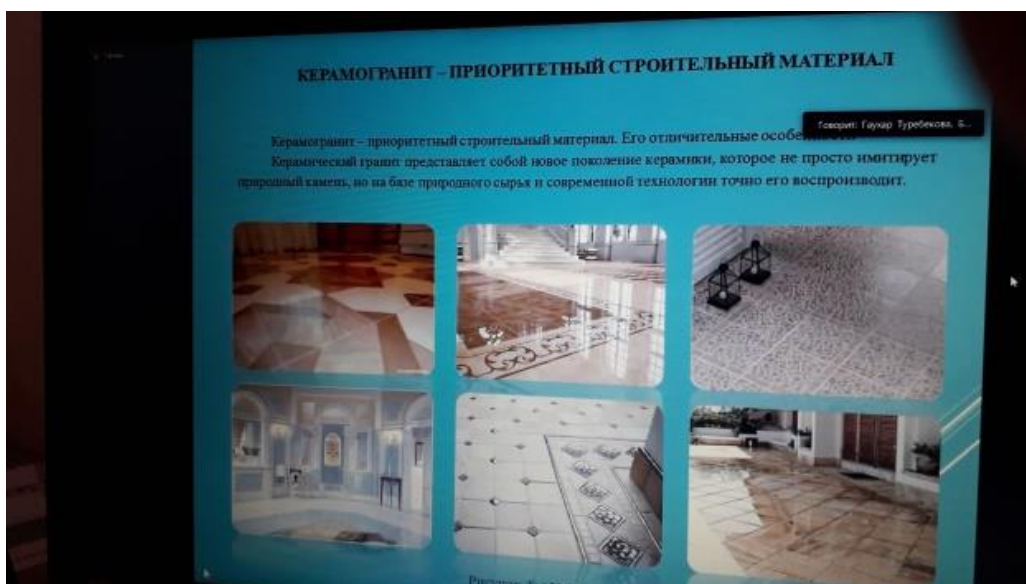 КЕРАМОГРАНИТ – ПРИОРИТЕТНЫЙ СТРОИТЕЛЬНЫЙ МАТЕРИАЛ
Говорит: Гаухар Туребекова, Б...
Керамогранит – приоритетный строительный материал. Его отличительные
Керамический гранит представляет собой новое поколение керамики, которое не просто имитирует
природный камень, но на базе природного сырья и современной технологии точно его воспроизводит.